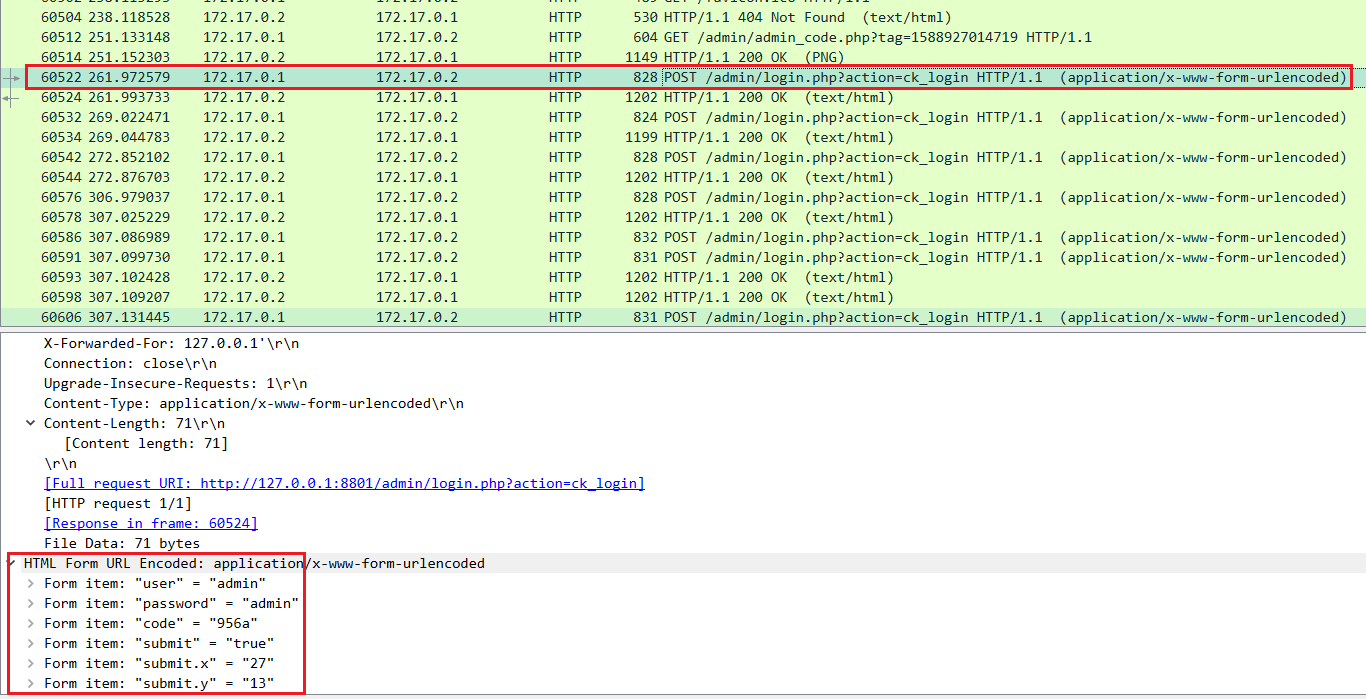 60504 238.118528 172.17.0.2 172.17.0.1 HTTP 530 HTTP/1.1 404 Not Found (text/html)
60512 251.133148 172.17.0.1 172.17.0.2 HTTP 604 GET /admin/admin_code.php?tag=1588927014719 HTTP/1.1
60514 251.152303 172.17.0.2 172.17.0.1 HTTP 1149 HTTP/1.1 200 OK (PNG)
60522 261.972579 172.17.0.1 172.17.0.2 HTTP 828 POST /admin/login.php?action=ck_login HTTP/1.1 (application/x-www-form-urlencoded)
60524 261.993733 172.17.0.2 172.17.0.1 HTTP 1202 HTTP/1.1 200 OK (text/html)
60532 269.022471 172.17.0.1 172.17.0.2 HTTP 824 POST /admin/login.php?action=ck_login HTTP/1.1 (application/x-www-form-urlencoded)
60534 269.044783 172.17.0.2 172.17.0.1 HTTP 1199 HTTP/1.1 200 OK (text/html)
60542 272.852102 172.17.0.1 172.17.0.2 HTTP 828 POST /admin/login.php?action=ck_login HTTP/1.1 (application/x-www-form-urlencoded)
60544 272.876703 172.17.0.2 172.17.0.1 HTTP 1202 HTTP/1.1 200 OK (text/html)
60576 306.979037 172.17.0.1 172.17.0.2 HTTP 828 POST /admin/login.php?action=ck_login HTTP/1.1 (application/x-www-form-urlencoded)
60578 307.025229 172.17.0.2 172.17.0.1 HTTP 1202 HTTP/1.1 200 OK (text/html)
60586 307.086989 172.17.0.1 172.17.0.2 HTTP 832 POST /admin/login.php?action=ck_login HTTP/1.1 (application/x-www-form-urlencoded)
60591 307.099730 172.17.0.1 172.17.0.2 HTTP 831 POST /admin/login.php?action=ck_login HTTP/1.1 (application/x-www-form-urlencoded)
60593 307.102428 172.17.0.2 172.17.0.1 HTTP 1202 HTTP/1.1 200 OK (text/html)
60598 307.109207 172.17.0.2 172.17.0.1 HTTP 1202 HTTP/1.1 200 OK (text/html)
60606 307.131445 172.17.0.1 172.17.0.2 HTTP 831 POST /admin/login.php?action=ck_login HTTP/1.1 (application/x-www-form-urlencoded)
X-Forwarded-For: 127.0.0.1'\r\n
Connection: close\r\n
Upgrade-Insecure-Requests: 1\r\n
Content-Type: application/x-www-form-urlencoded\r\n
Content-Length: 71\r\n
[Content length: 71]
\r\n
[Full request URI: http://127.0.0.1:8801/admin/login.php?action=ck_login]
[HTTP request 1/1]
[Response in frame: 60524]
File Data: 71 bytes
HTML Form URL Encoded: application/x-www-form-urlencoded
Form item: "user" = "admin"
Form item: "password" = "admin"
Form item: "code" = "956a"
Form item: "submit" = "true"
Form item: "submit.x" = "27"
Form item: "submit.y" = "13"